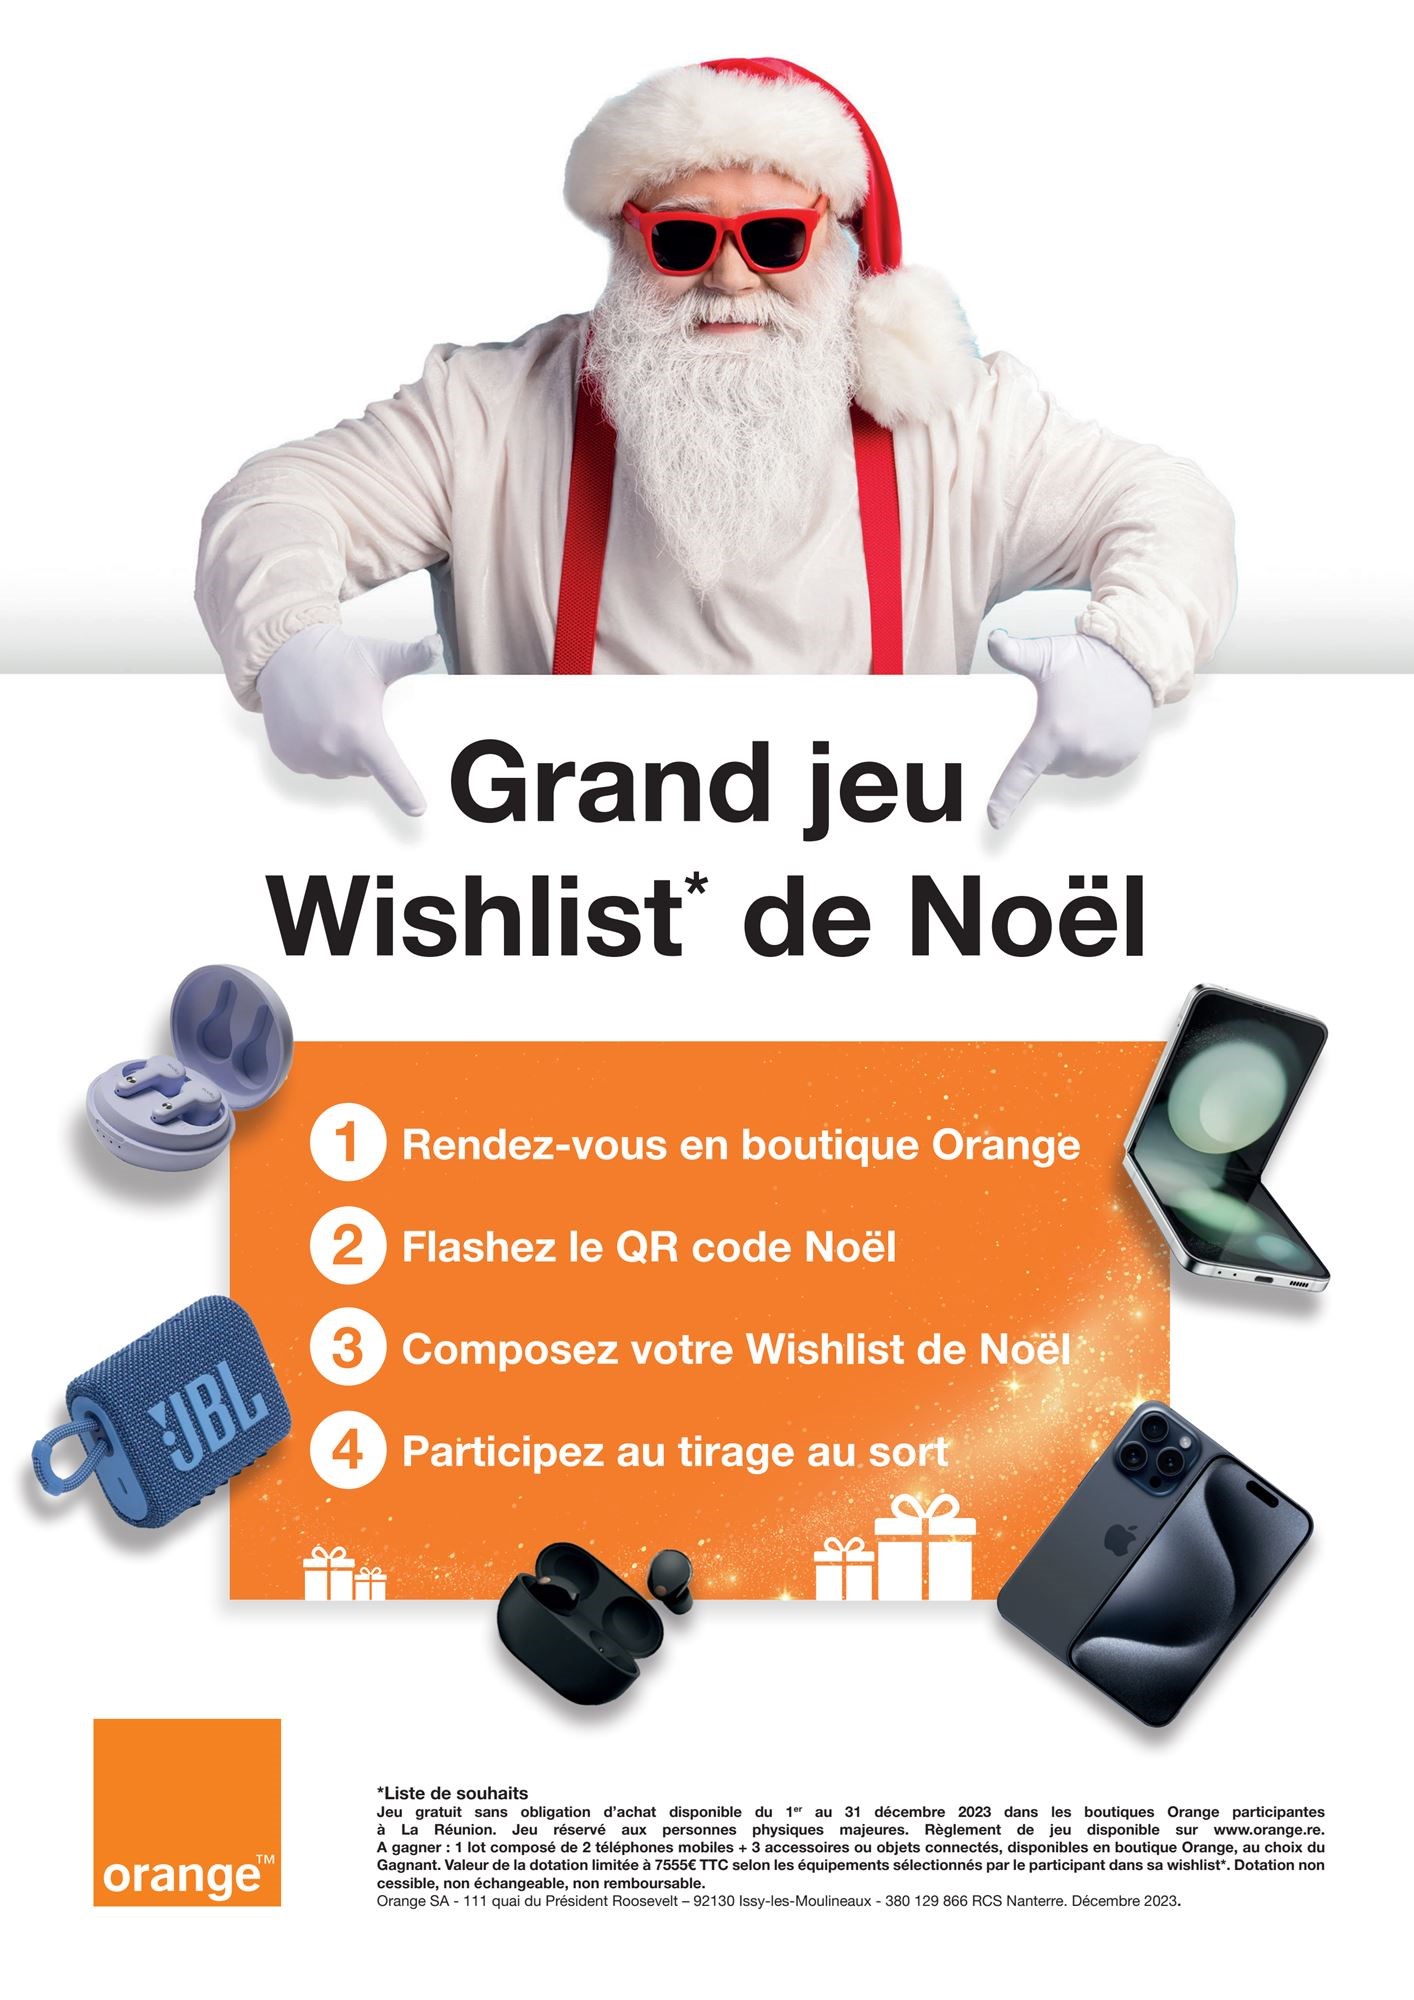 Grand jeu
Wishlist* de Noël
1 Rendez-vous en boutique Orange
2 Flashez le QR code Noël
3 Composez votre Wishlist de Noël
4 Participez au tirage au sort
JBL
orange™
*Liste de souhaits
Jeu gratuit sans obligation d’achat disponible du 1er au 31 décembre 2023 dans les boutiques Orange participantes
à La Réunion. Jeu réservé aux personnes physiques majeures. Règlement de jeu disponible sur www.orange.re.
A gagner : 1 lot composé de 2 téléphones mobiles + 3 accessoires ou objets connectés, disponibles en boutique Orange, au choix du
Gagnant. Valeur de la dotation limitée à 7555€ TTC selon les équipements sélectionnés par le participant dans sa wishlist*. Dotation non
cessible, non échangeable, non remboursable.
Orange SA - 111 quai du Président Roosevelt – 92130 Issy-les-Moulineaux - 380 129 866 RCS Nanterre. Décembre 2023.